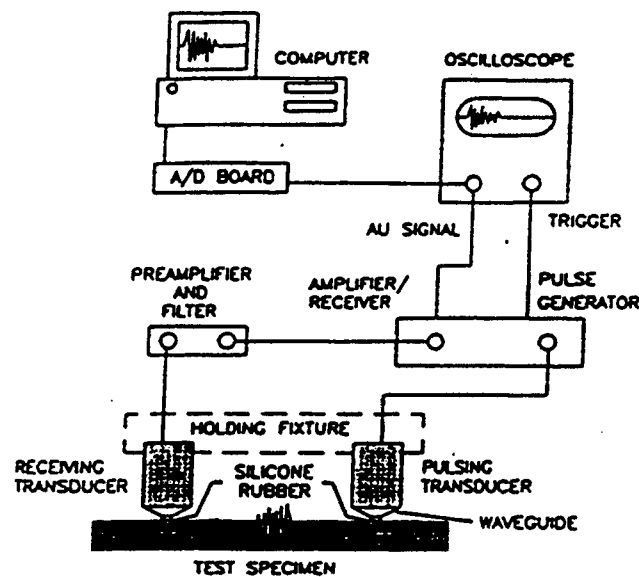 COMPUTER
OSCILLOSCOPE
A/D BOARD
AU SIGNAL
TRIGGER
PREAMPLIFIER
AND
FILTER
AMPLIFIER/
RECEIVER
PULSE
GENERATOR
HOLDING FIXTURE
RECEIVING
TRANSDUCER
SILICONE
RUBBER
PULSING
TRANSDUCER
WAVEGUIDE
TEST SPECIMEN